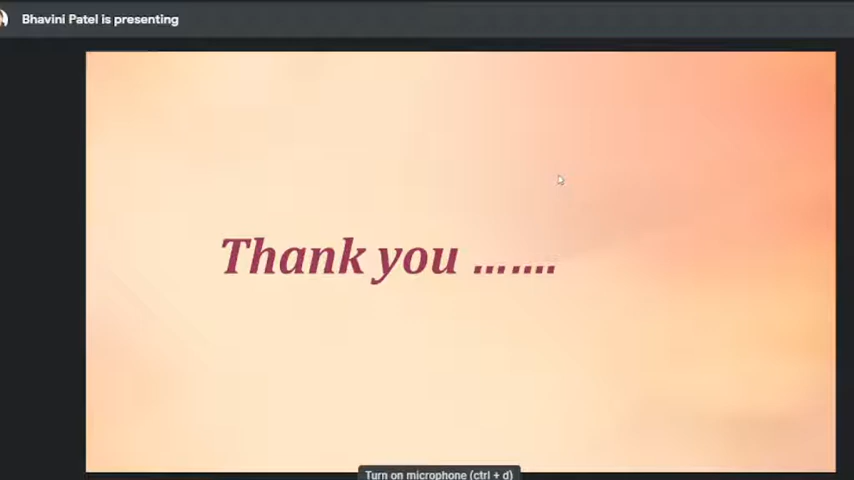 Bhavini Patel is presenting
Thank you .......
Turn on microphone (ctrl + d)